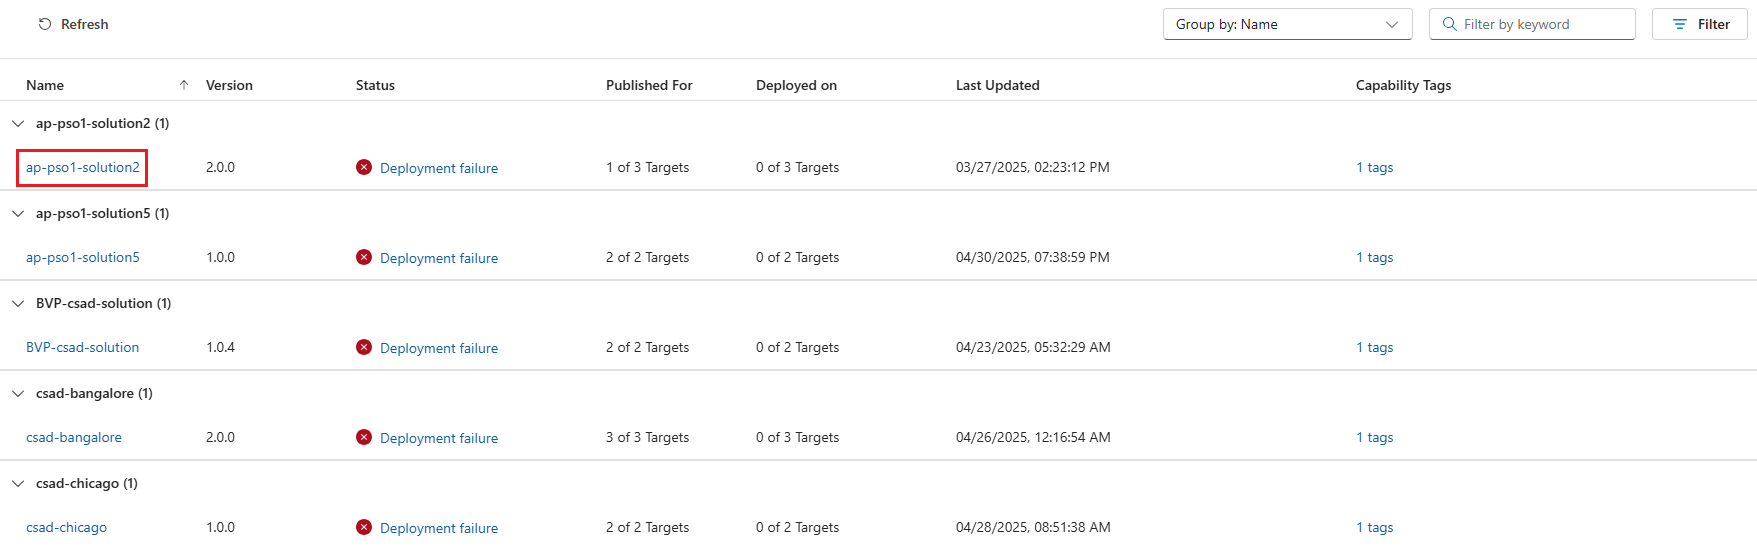 Refresh Group by: Name Filter by keyword Filter
Name Version Status Published For Deployed on Last Updated Capability Tags
ap-pso1-solution2 (1)
ap-pso1-solution2 2.0.0 Deployment failure 1 of 3 Targets 0 of 3 Targets 03/27/2025, 02:23:12 PM 1 tags
ap-pso1-solution5 (1)
ap-pso1-solution5 1.0.0 Deployment failure 2 of 2 Targets 0 of 2 Targets 04/30/2025, 07:38:59 PM 1 tags
BVP-csad-solution (1)
BVP-csad-solution 1.0.4 Deployment failure 2 of 2 Targets 0 of 2 Targets 04/23/2025, 05:32:29 AM 1 tags
csad-bangalore (1)
csad-bangalore 2.0.0 Deployment failure 3 of 3 Targets 0 of 3 Targets 04/26/2025, 12:16:54 AM 1 tags
csad-chicago (1)
csad-chicago 1.0.0 Deployment failure 2 of 2 Targets 0 of 2 Targets 04/28/2025, 08:51:38 AM 1 tags